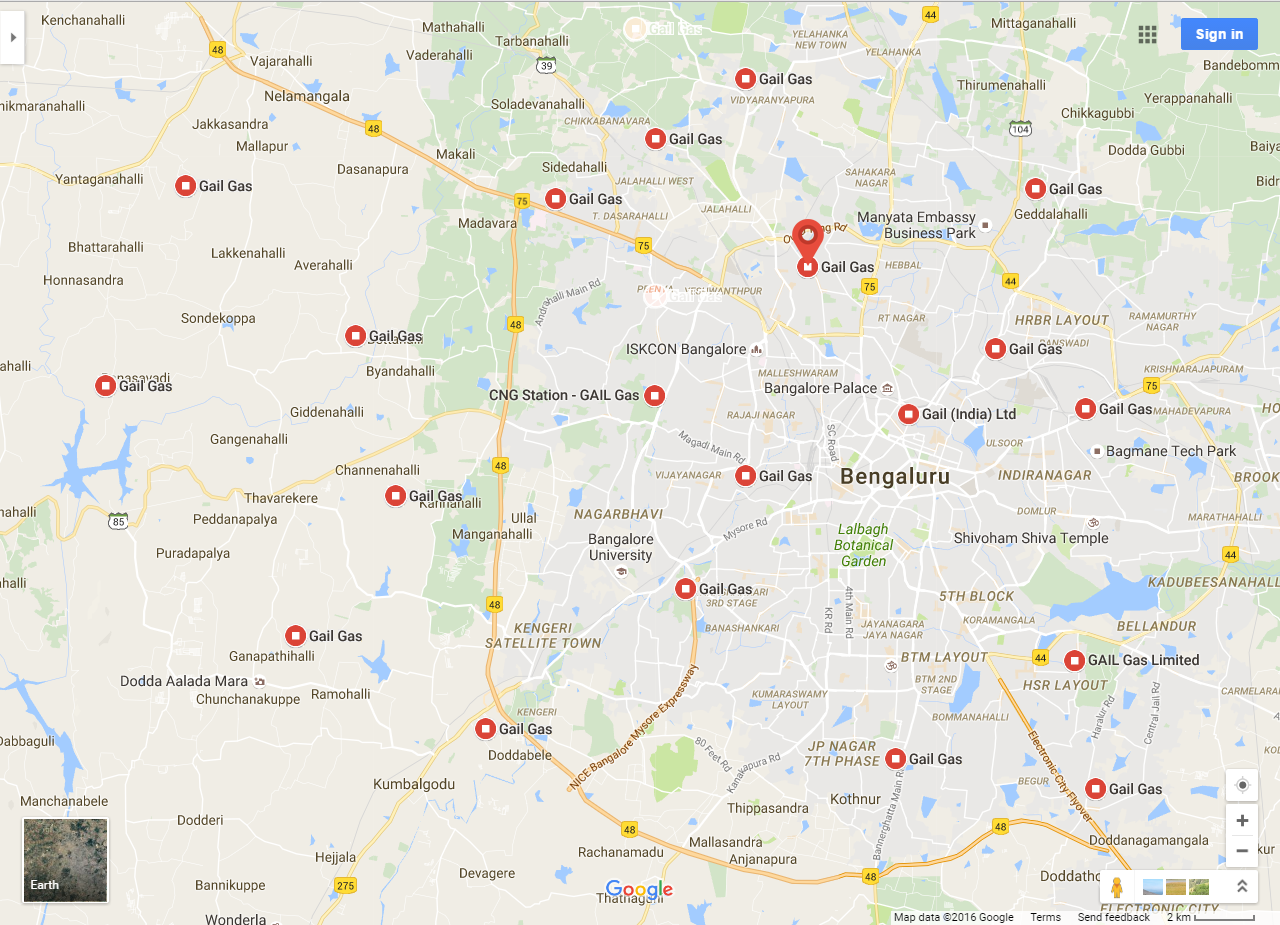 Kenchanahalli
Mathahalli
Gail Gas
44
Mittaganahalli
Sign in
48
Vajarahalli
Vaderahalli
Tarbanahalli
39
YELAHANKA
NEW TOWN
YELAHANKA
Bandebomm
Nelamangala
Soladevanahalli
Gail Gas
VIDYARANYAPURA
Thirumenahalli
Yerappanahalli
nikmaranahalli
Jakkasandra
48
CHIKKABANAVARA
Chikkagubbi
Mallapur
Makali
Gail Gas
104
Dodda Gubbi
Baiya
Yantaganahalli
Gail Gas
Dasanapura
Sidedahalli
JALAHALLI WEST
SAHAKARA
NAGAR
Gail Gas
Bidr
Madavara
75
Gail Gas
T. DASARAHALLI
JALAHALLI
Manyata Embassy
Business Park
Geddalahalli
Bhattarahalli
Lakkenahalli
Averahalli
75
Gail Gas
HEBBAL
Honnasandra
Andrahalli Main Rd
Gail Gas
75
44
Sondekoppa
48
RT NAGAR
HRBR LAYOUT
RAMAMURTHY
NAGAR
Gail Gas
ISKCON Bangalore
Gail Gas
ahalli
Byandahalli
MALLESHWARAM
KRISHNARAJAPURAM
Gail Gas
CNG Station - GAIL Gas
Bangalore Palace
75
Giddenahalli
RAJAJI NAGAR
Gail (India) Ltd
Gail Gas
MAHADEVAPURA
HO
Gangenahalli
Magadi Main Rd
SC Road
ULSOOR
Bagmane Tech Park
Channenahalli
48
VIJAYANAGAR
Gail Gas
Bengaluru
INDIRANAGAR
BROOK
Thavarekere
Gail Gas
Kannahalli
nahalli
85
Peddanapalya
Ullal
NAGARBHAVI
Mysore Rd
DOMLUR
MARATHAHALLI
Manganahalli
Bangalore
University
Lalbagh
Botanical
Garden
Shivoham Shiva Temple
Puradapalya
44
halli
48
Gail Gas
3RD STAGE
4th Main Rd
5TH BLOCK
KADUBEESANAHALL
KR Rd
KORAMANGALA
Gail Gas
KENGERI
SATELLITE TOWN
BANASHANKARI
JAYANAGARA
JAYA NAGAR
BELLANDUR
Ganapathihalli
BTM LAYOUT
44
GAIL Gas Limited
Dodda Aalada Mara
Chunchanakuppe
Ramohalli
BTM 2ND
STAGE
HSR LAYOUT
CARMELARA
KUMARASWAMY
LAYOUT
Haralur Rd
Central Jail Rd
KENGERI
BOMMANAHALLI
Gail Gas
NICE Bangalore Mysore Expressway
Dabbaguli
Doddabele
80 Feet Rd
JP NAGAR
7TH PHASE
Gail Gas
Electronic City Flyover
Kumbalgodu
Kanakapura Rd
BEGUR
Gail Gas
Manchanabele
Thippasandra
Kothnur
Dodderi
48
Bannerghatta Main Rd
48
Mallasandra
Doddanagamangala
kur
Hejjala
Rachanamadu
Anjanapura
Earth
Bannikuppe
275
Devagere
48
Doddatho
Google
Thathaguni
ELECTRONIC CITY
Wonderla
Map data ©2016 Google
Terms
Send feedback
2 km